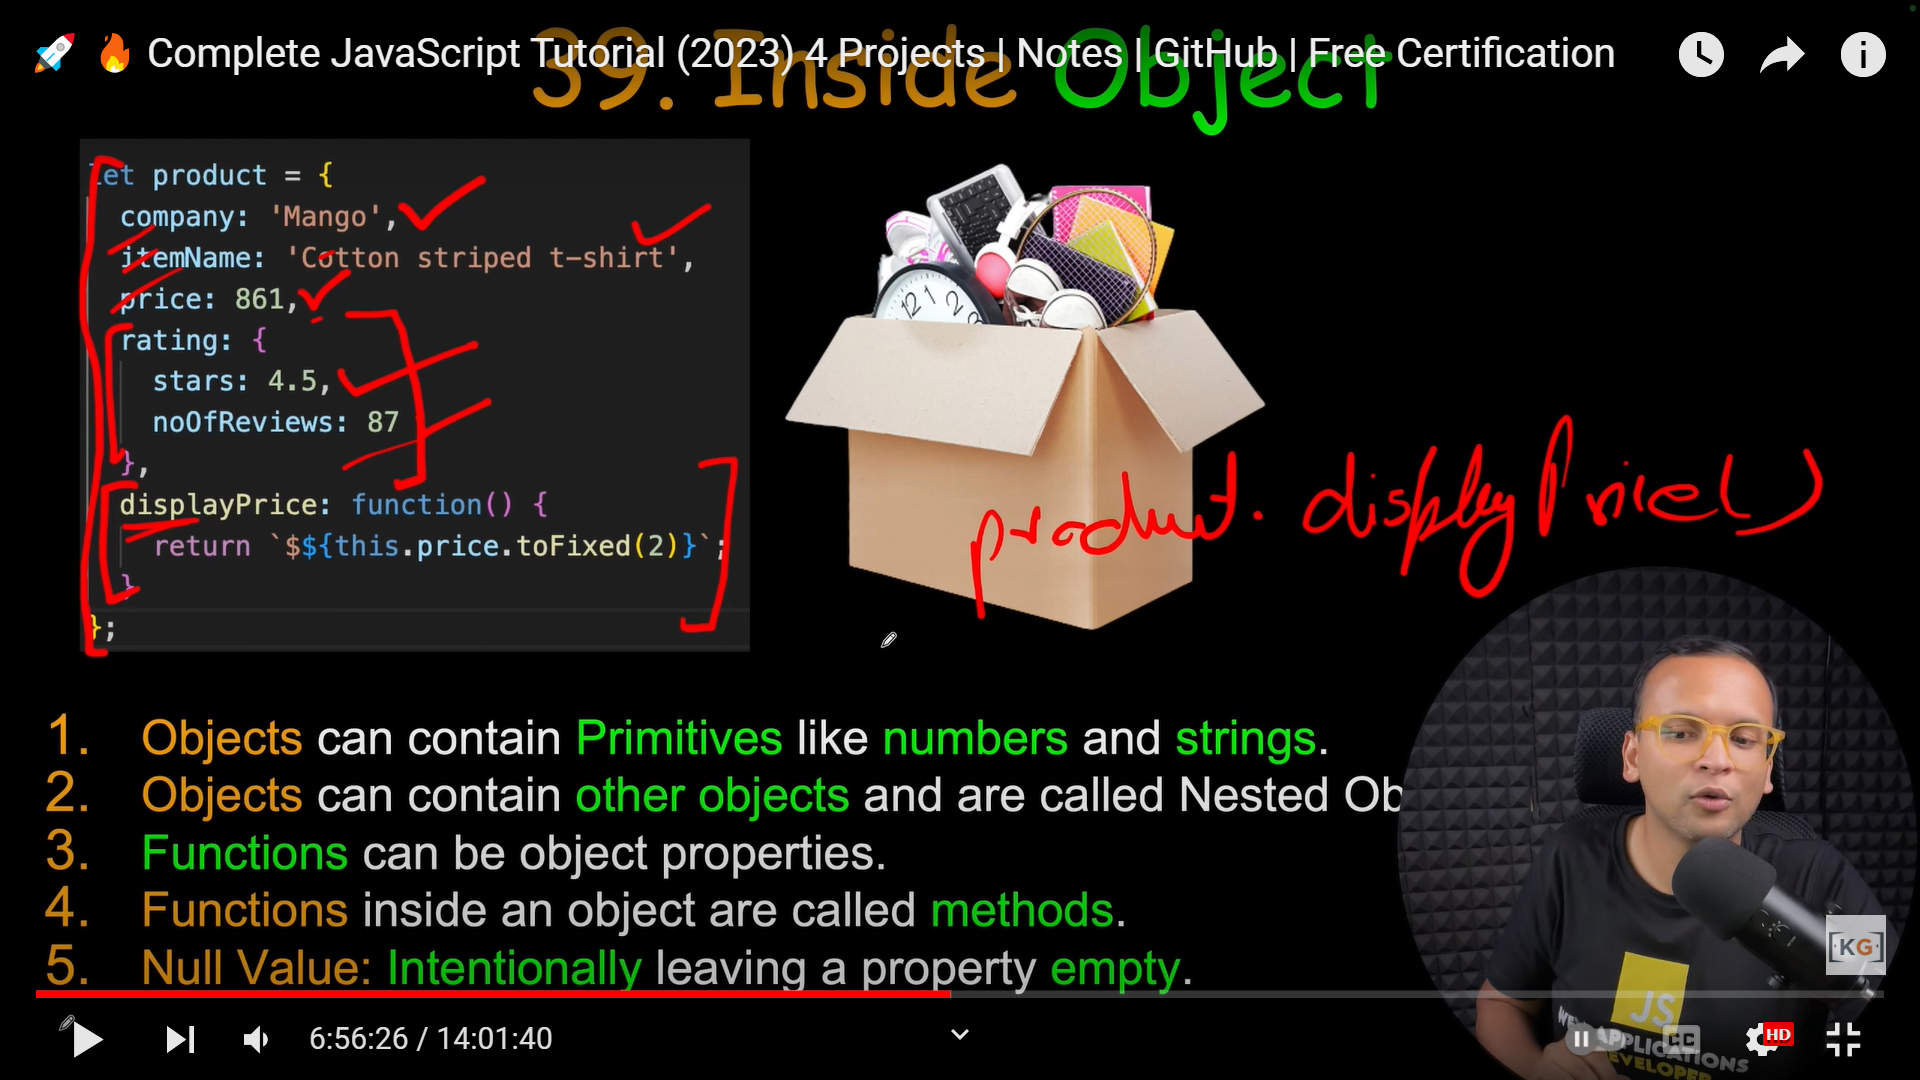 🚀 🔥 Complete JavaScript Tutorial (2023) 4 Projects | Notes | GitHub | Free Certification
39. Inside Object
let product = {
company: 'Mango',
itemName: 'Cotton striped t-shirt',
price: 861,
rating: {
stars: 4.5,
noOfReviews: 87
},
displayPrice: function() {
return `$${this.price.toFixed(2)}`;
}
};
12 1 2
product. displayPrice()
1. Objects can contain Primitives like numbers and strings.
2. Objects can contain other objects and are called Nested Ob
3. Functions can be object properties.
4. Functions inside an object are called methods.
5. Null Value: Intentionally leaving a property empty.
KG
JS
APPLICATIONS
6:56:26 / 14:01:40
CC
HD